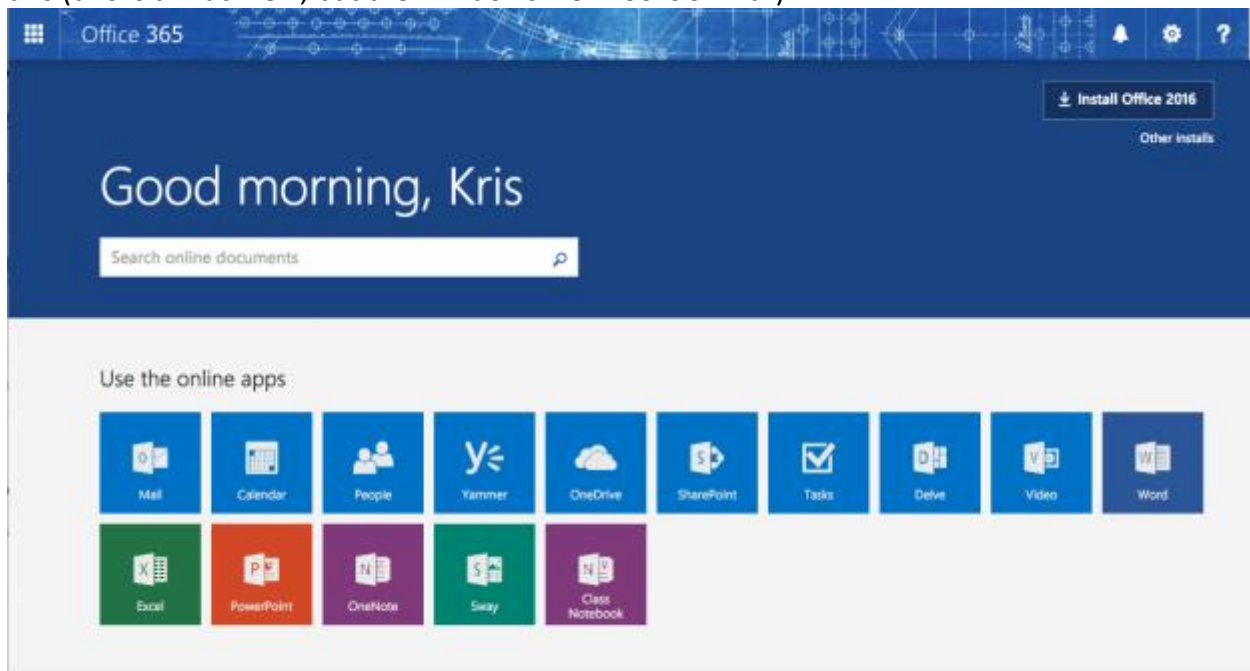 Office 365
Install Office 2016
Other installs
Good morning, Kris
Search online documents
Use the online apps
Mail
Calendar
People
Yammer
OneDrive
SharePoint
Tasks
Delve
Video
Word
Excel
PowerPoint
OneNote
Sway
Class
Notebook